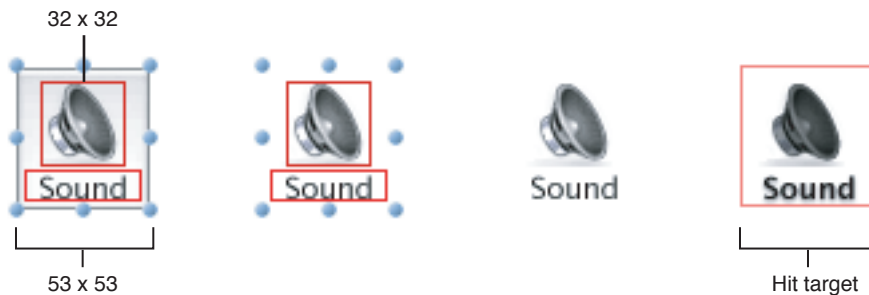 32 x 32
Sound
Sound
Sound
Sound
53 x 53
Hit target